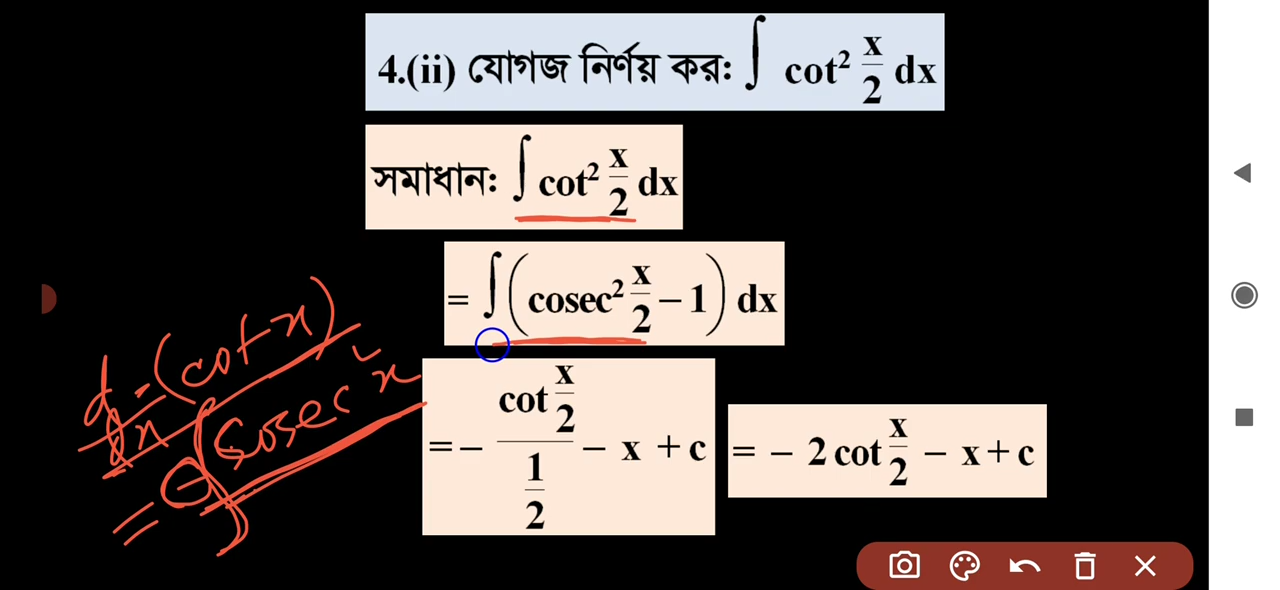 4.(ii) যোগজ নির্ণয় কর: ∫ cot² x/2 dx
সমাধান: ∫ cot² x/2 dx
= ∫ (cosec² x/2 − 1) dx
= − (cot x/2)/(1/2) − x + c = − 2 cot x/2 − x + c
d/dx (cot x)
= − cosec² x